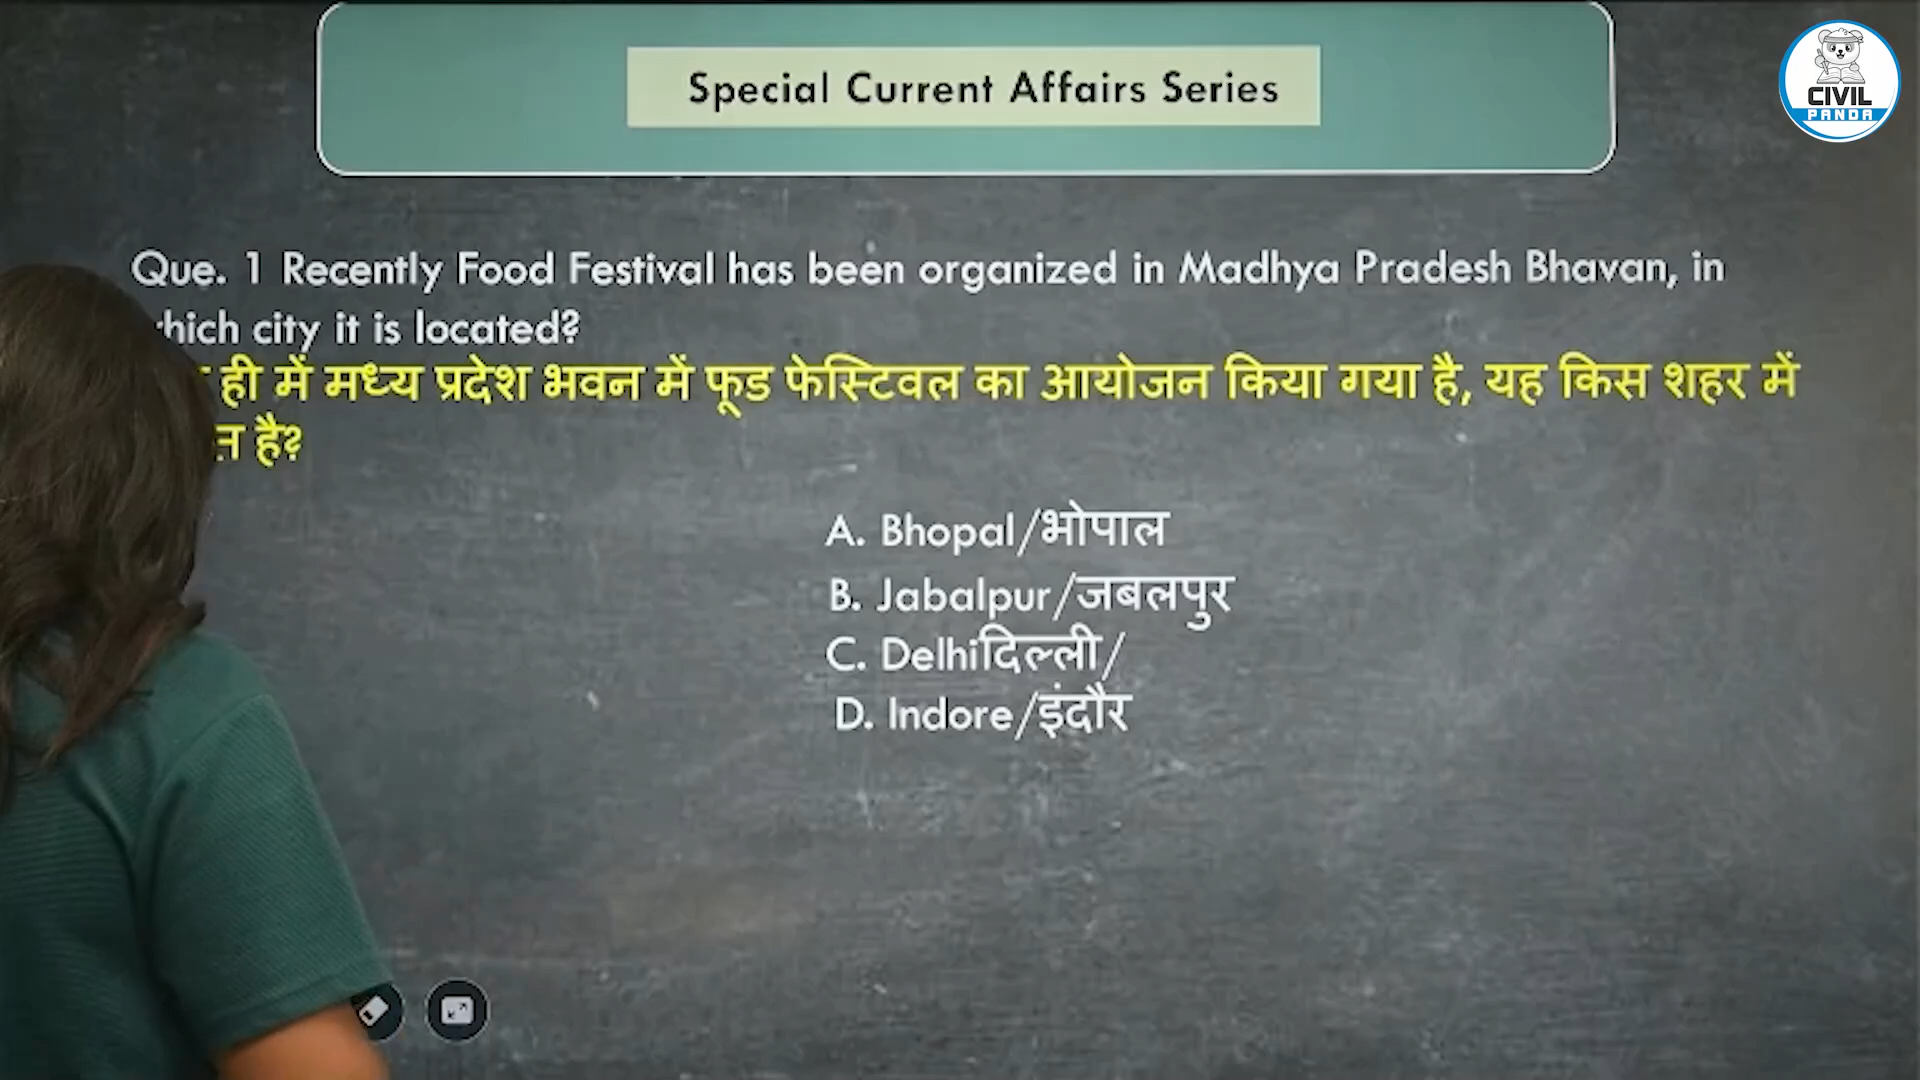 Special Current Affairs Series
CIVIL
PANDA
Que. 1 Recently Food Festival has been organized in Madhya Pradesh Bhavan, in
city it is located?
ही में मध्य प्रदेश भवन में फूड फेस्टिवल का आयोजन किया गया है, यह किस शहर में
है?
A. Bhopal/भोपाल
B. Jabalpur/जबलपुर
C. Delhiदिल्ली/
D. Indore/इंदौर